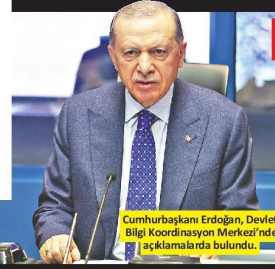 Cumhurbaşkanı Erdoğan, Devlet
Bilgi Koordinasyon Merkezi’nde
açıklamalarda bulundu.